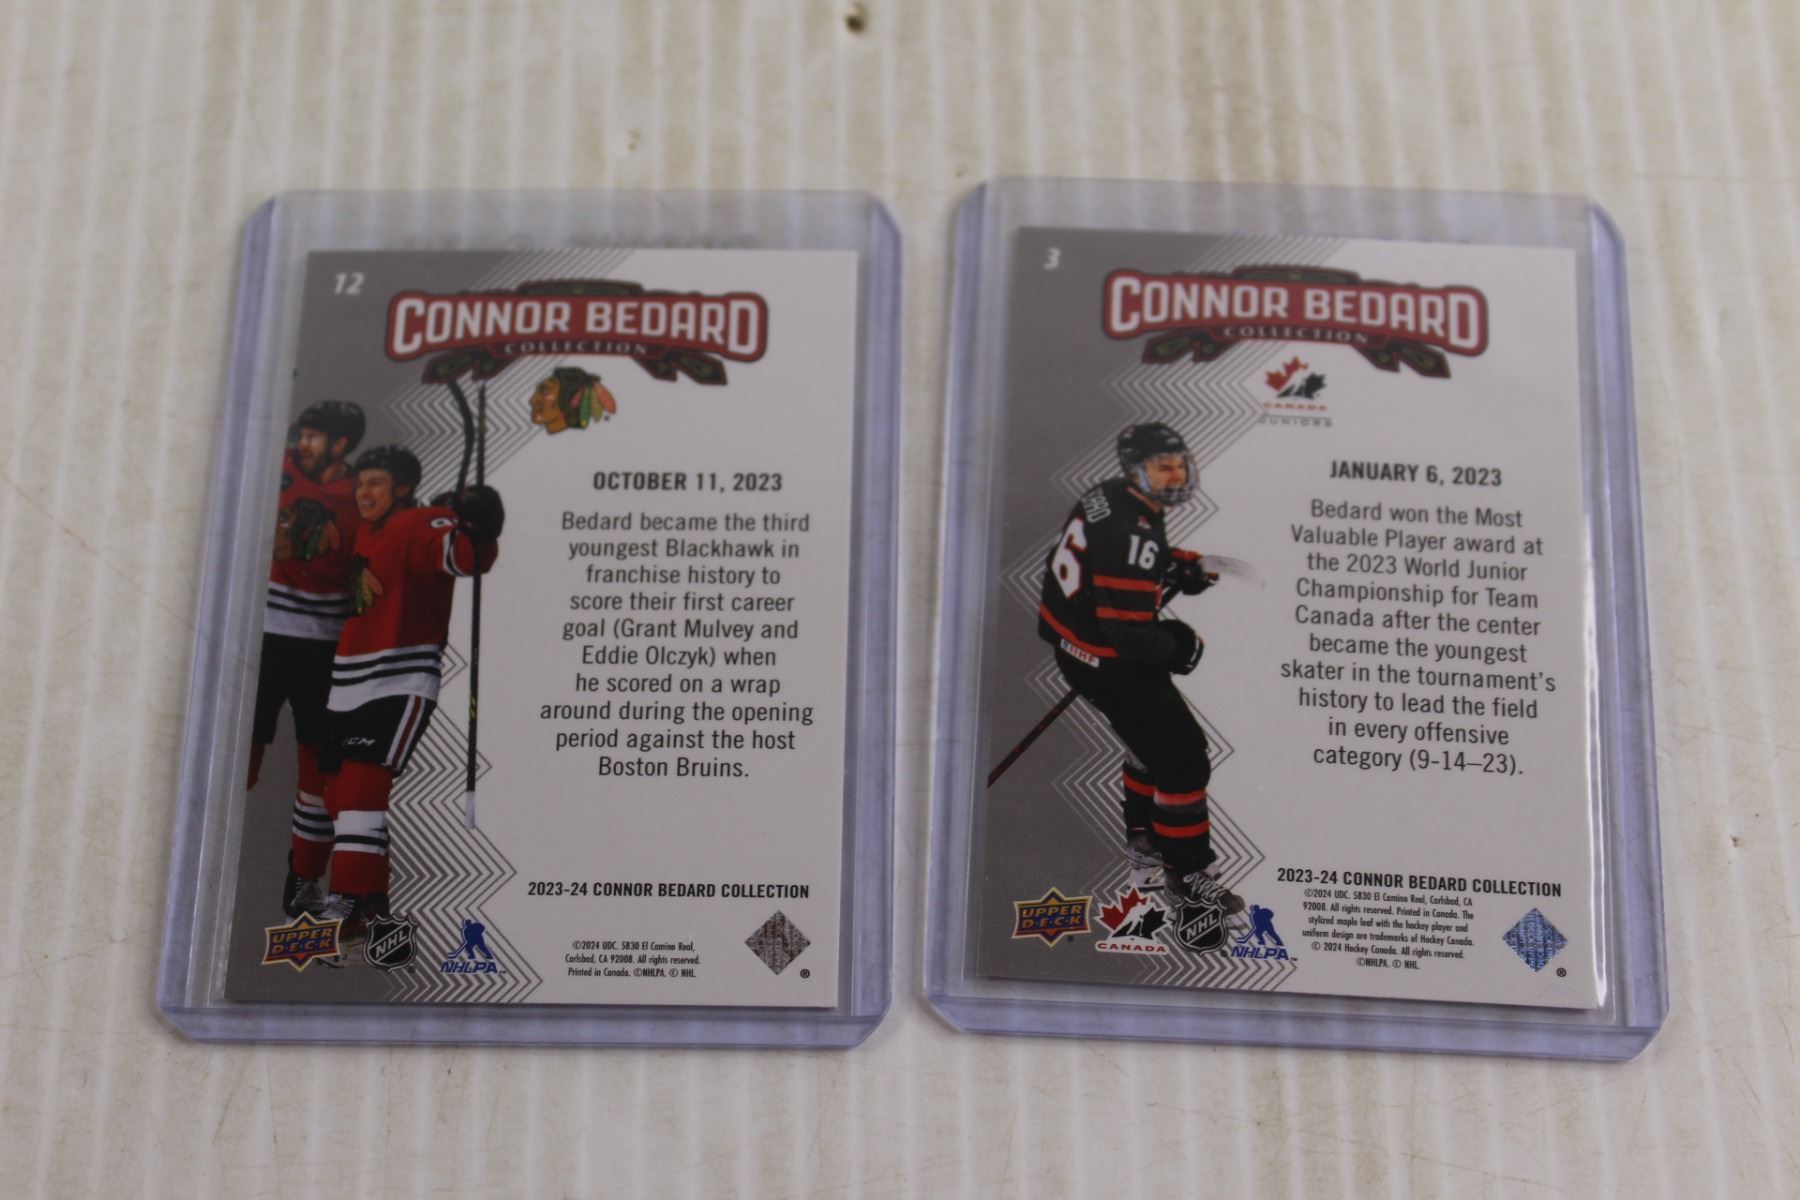 12
CONNOR BEDARD
COLLECTION
OCTOBER 11, 2023
Bedard became the third
youngest Blackhawk in
franchise history to
score their first career
goal (Grant Mulvey and
Eddie Olczyk) when
he scored on a wrap
around during the opening
period against the host
Boston Bruins.
CCM
2023-24 CONNOR BEDARD COLLECTION
UPPER
DECK
NHL
NHLPA
©2024 UDC. 5830 El Camino Real,
Carlsbad, CA 92008. All rights reserved.
Printed in Canada. ©NHLPA. © NHL.
®
3
CONNOR BEDARD
COLLECTION
CANADA
JUNIORS
JANUARY 6, 2023
Bedard won the Most
Valuable Player award at
the 2023 World Junior
Championship for Team
Canada after the center
became the youngest
skater in the tournament's
history to lead the field
in every offensive
category (9-14–23).
16
IIHF
2023-24 CONNOR BEDARD COLLECTION
UPPER
DECK
CANADA
NHL
NHLPA
©2024 UDC. 5830 El Camino Real, Carlsbad, CA
92008. All rights reserved. Printed in Canada. The
stylized maple leaf with the hockey player and
uniform design are trademarks of Hockey Canada.
© 2024 Hockey Canada. All rights reserved.
©NHLPA. © NHL.
®